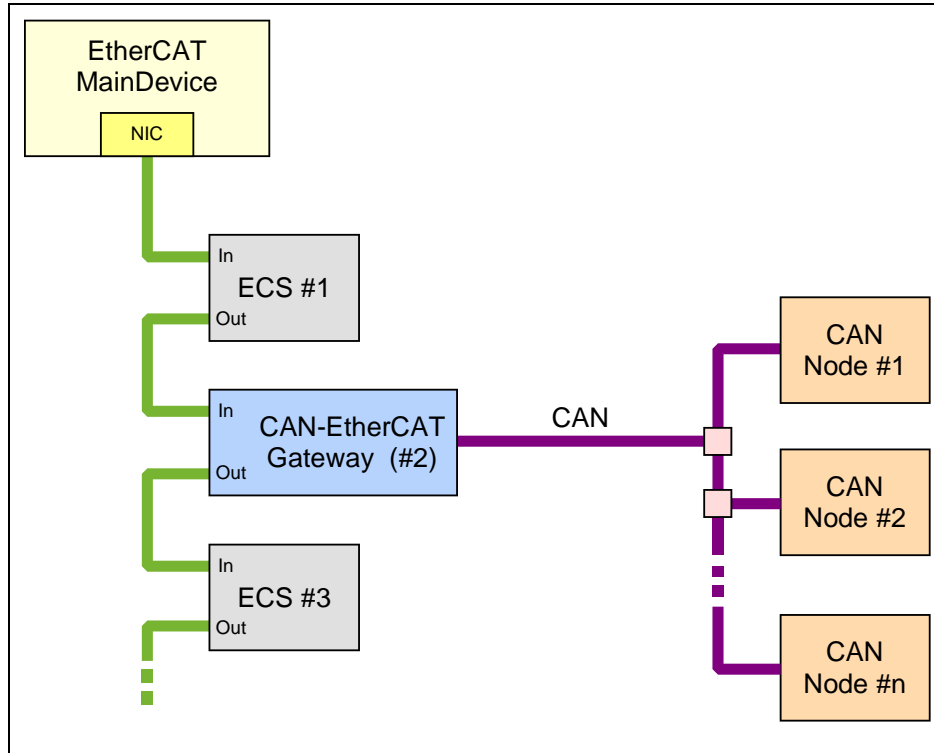 EtherCAT
MainDevice
NIC
In
ECS #1
Out
In
CAN-EtherCAT
Gateway (#2)
Out
CAN
CAN
Node #1
CAN
Node #2
In
ECS #3
Out
CAN
Node #n